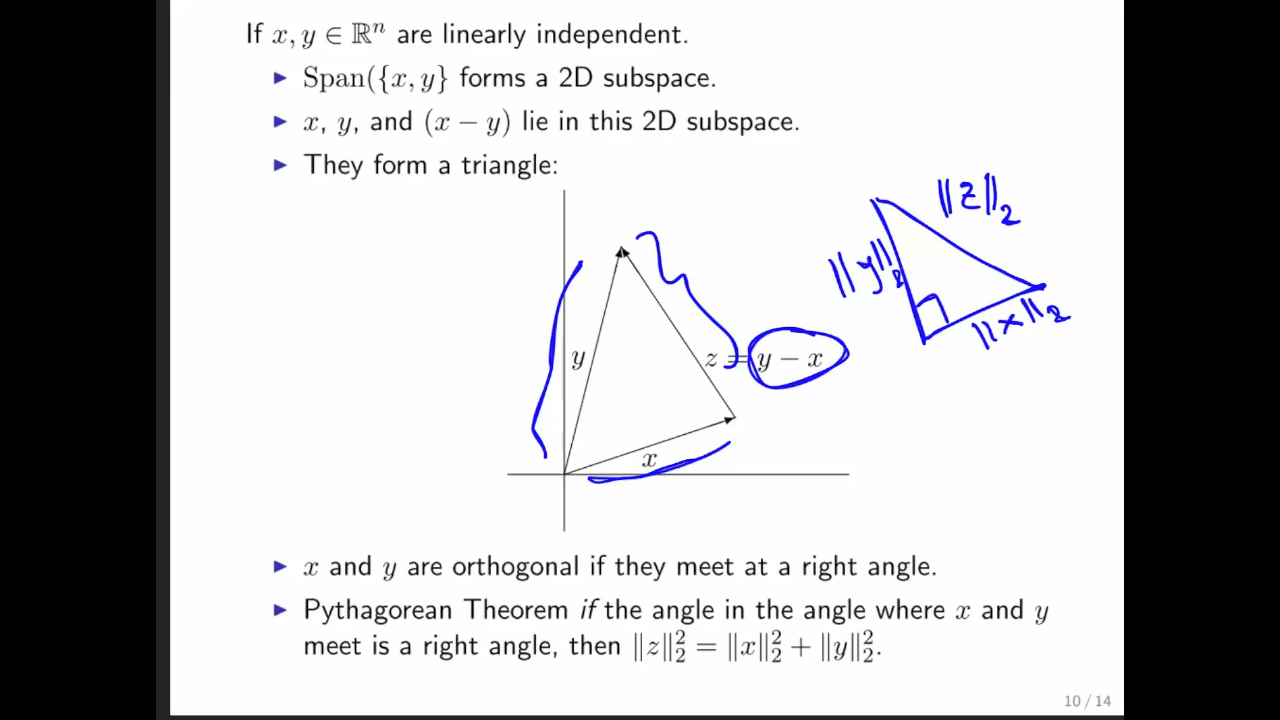 If x, y ∈ ℝⁿ are linearly independent.
▶ Span({x, y} forms a 2D subspace.
▶ x, y, and (x − y) lie in this 2D subspace.
▶ They form a triangle:
‖z‖₂
‖y‖₂
‖x‖₂
y
z = y − x
x
▶ x and y are orthogonal if they meet at a right angle.
▶ Pythagorean Theorem if the angle in the angle where x and y
meet is a right angle, then ‖z‖₂² = ‖x‖₂² + ‖y‖₂².
10 / 14